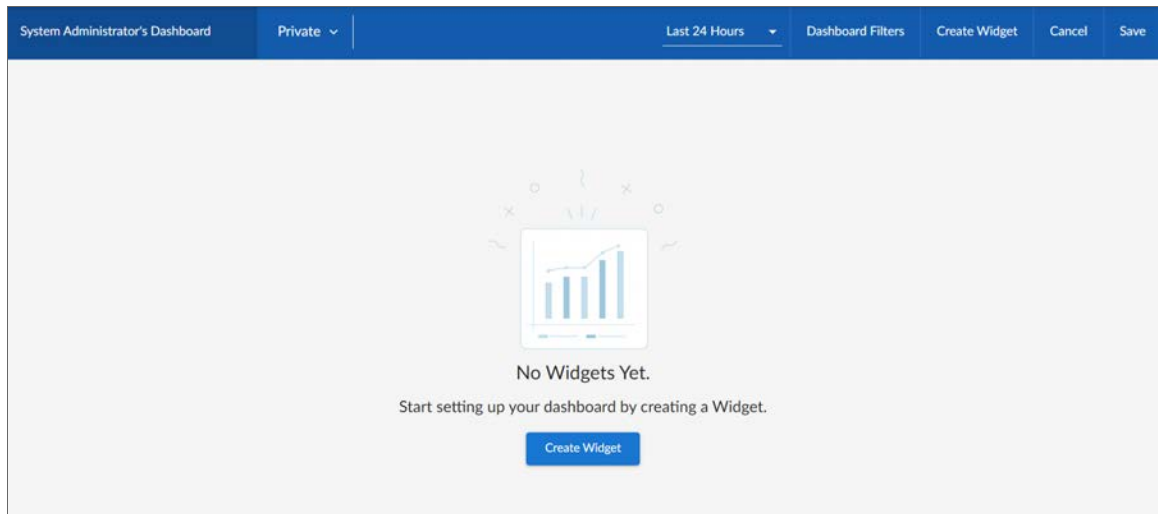 System Administrator's Dashboard Private Last 24 Hours Dashboard Filters Create Widget Cancel Save
No Widgets Yet.
Start setting up your dashboard by creating a Widget.
Create Widget